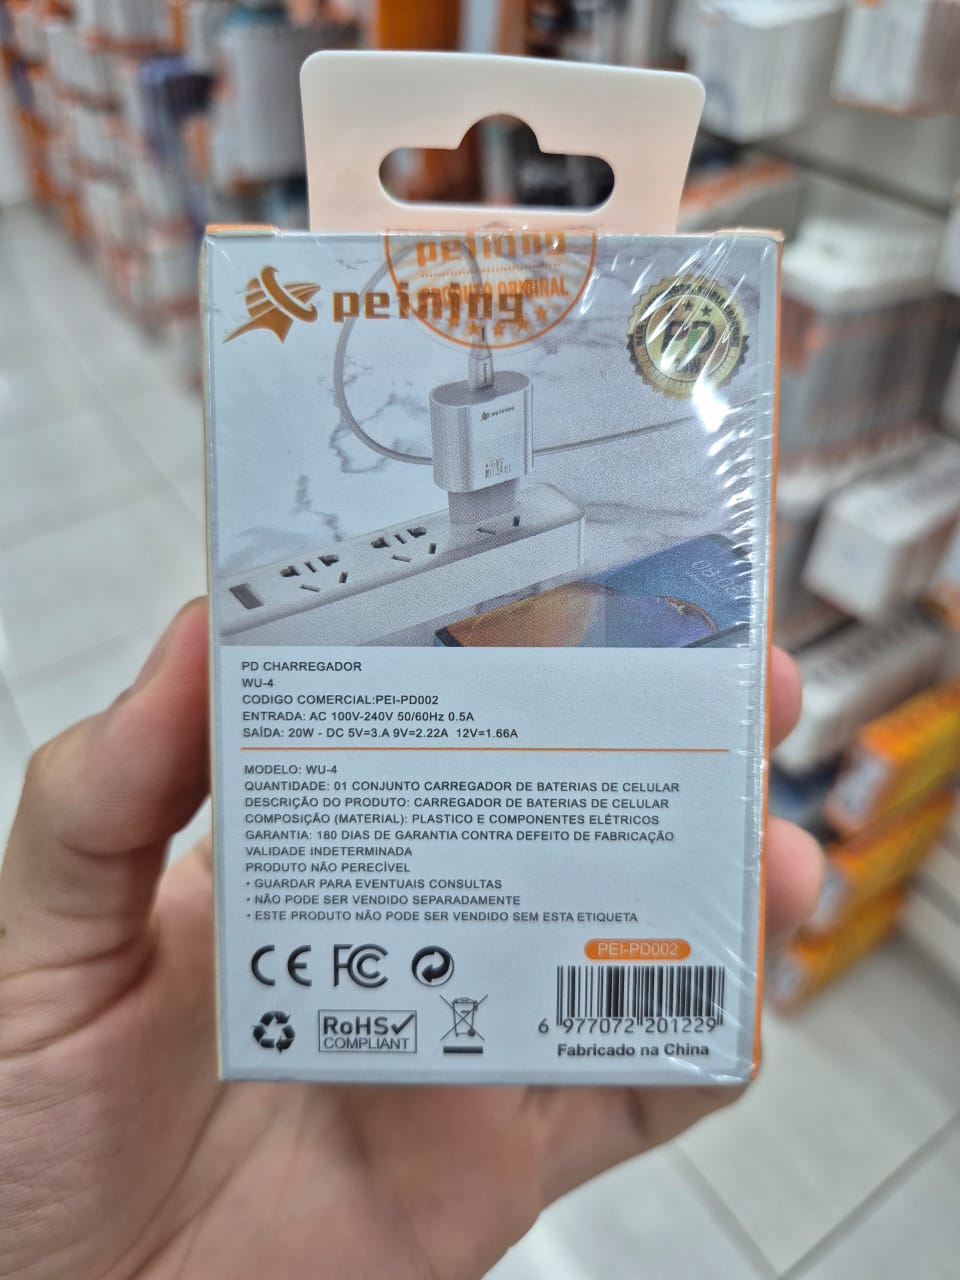 peining
PRODUTO ORIGINAL
peining
PD
peining
08:08
PD CHARREGADOR
WU-4
CODIGO COMERCIAL:PEI-PD002
ENTRADA: AC 100V-240V 50/60Hz 0.5A
SAÍDA: 20W - DC 5V=3.A 9V=2.22A 12V=1.66A
MODELO: WU-4
QUANTIDADE: 01 CONJUNTO CARREGADOR DE BATERIAS DE CELULAR
DESCRIÇÃO DO PRODUTO: CARREGADOR DE BATERIAS DE CELULAR
COMPOSIÇÃO (MATERIAL): PLASTICO E COMPONENTES ELÉTRICOS
GARANTIA: 180 DIAS DE GARANTIA CONTRA DEFEITO DE FABRICAÇÃO
VALIDADE INDETERMINADA
PRODUTO NÃO PERECÍVEL
• GUARDAR PARA EVENTUAIS CONSULTAS
• NÃO PODE SER VENDIDO SEPARADAMENTE
• ESTE PRODUTO NÃO PODE SER VENDIDO SEM ESTA ETIQUETA
CE FC
PEI-PD002
RoHS
COMPLIANT
6 977072 201229
Fabricado na China